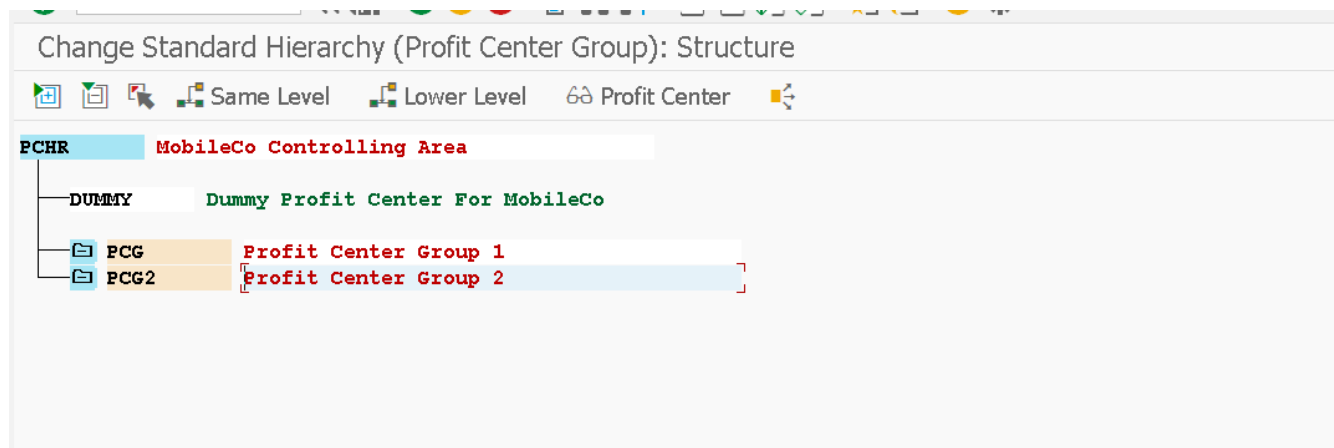 Change Standard Hierarchy (Profit Center Group): Structure
Same Level Lower Level Profit Center
PCHR MobileCo Controlling Area
DUMMY Dummy Profit Center For MobileCo
PCG Profit Center Group 1
PCG2 Profit Center Group 2